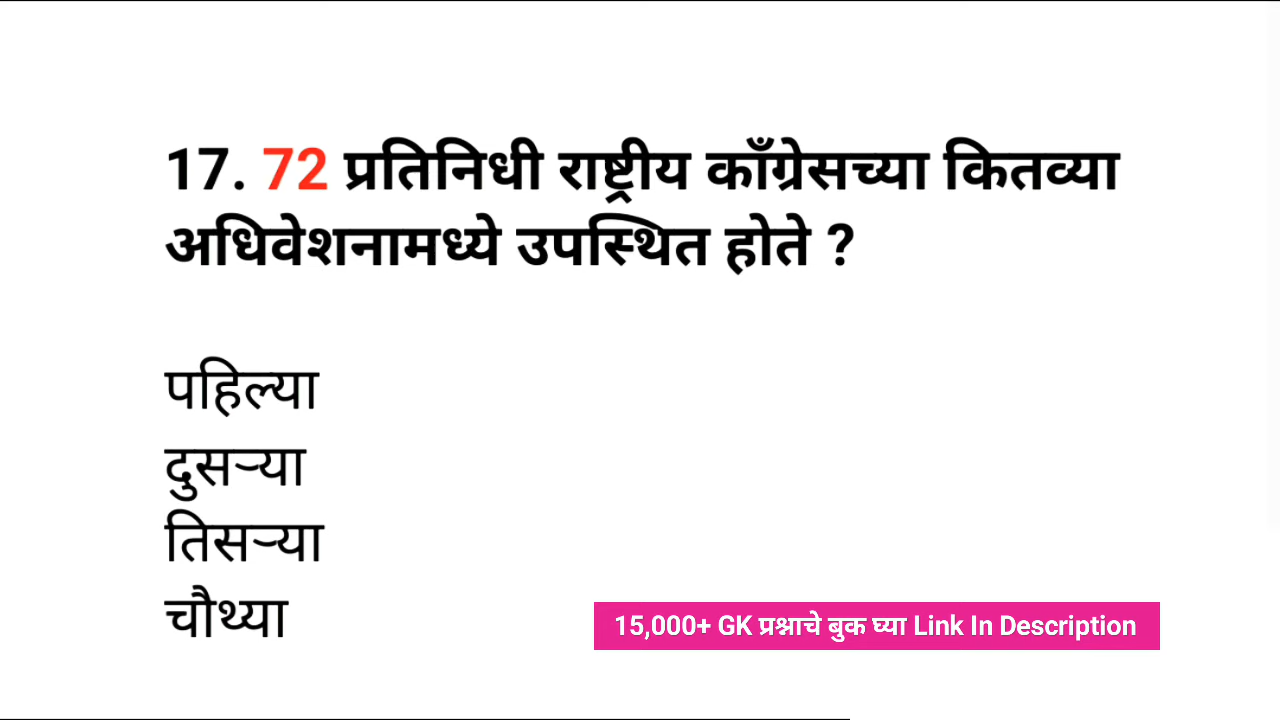 17. 72 प्रतिनिधी राष्ट्रीय काँग्रेसच्या कितव्या
अधिवेशनामध्ये उपस्थित होते ?
पहिल्या
दुसऱ्या
तिसऱ्या
चौथ्या
15,000+ GK प्रश्नाचे बुक घ्या Link In Description